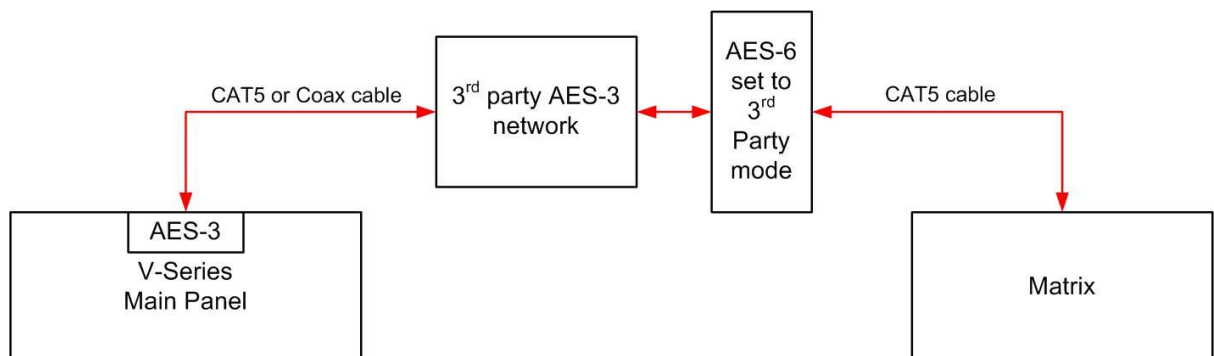 CAT5 or Coax cable
3rd party AES-3
network
AES-6
set to
3rd
Party
mode
CAT5 cable
AES-3
V-Series
Main Panel
Matrix